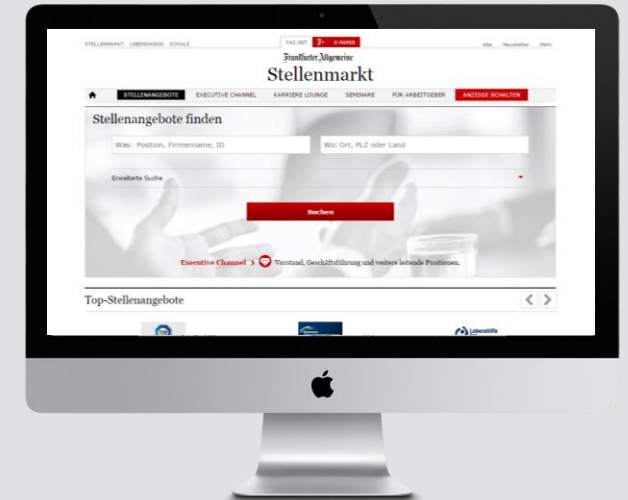 STELLENMARKT LEBENSWEGE SCHULE
FAZ.NET F+ E-PAPER
Abo Newsletter Mehr
Frankfurter Allgemeine
Stellenmarkt
STELLENANGEBOTE EXECUTIVE CHANNEL KARRIERE LOUNGE SEMINARE FÜR ARBEITGEBER ANZEIGE SCHALTEN
Stellenangebote finden
Was: Position, Firmenname, ID
Wo: Ort, PLZ oder Land
Erweiterte Suche
Suchen
Executive Channel > Vorstand, Geschäftsführung und weitere leitende Positionen.
Top-Stellenangebote
Lebenshilfe